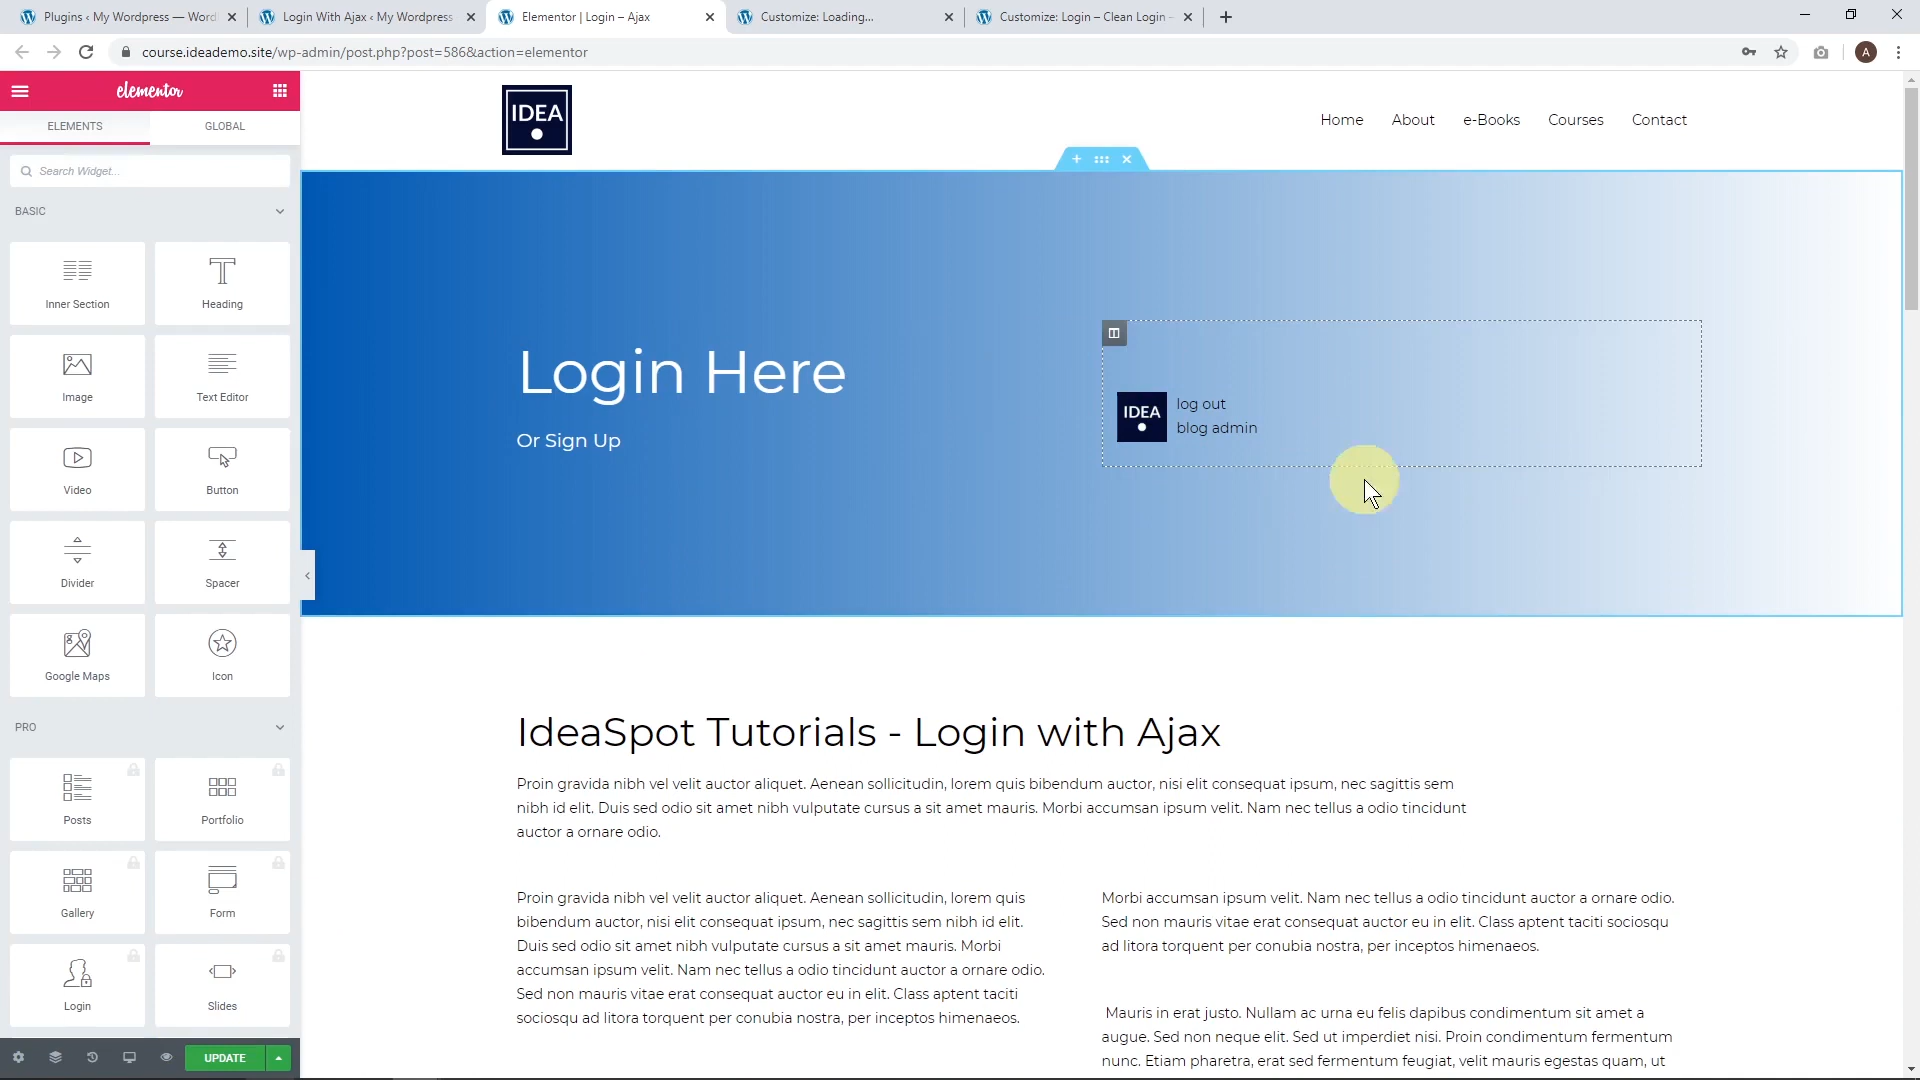 Plugins ‹ My Wordpress — Word
Login With Ajax ‹ My Wordpress
Elementor | Login – Ajax
Customize: Loading...
Customize: Login – Clean Login –
course.ideademo.site/wp-admin/post.php?post=586&action=elementor
A
elementor
ELEMENTS
GLOBAL
Search Widget...
BASIC
Inner Section
Heading
Image
Text Editor
Video
Button
Divider
Spacer
Google Maps
Icon
PRO
Posts
Portfolio
Gallery
Form
Login
Slides
UPDATE
IDEA
Home
About
e-Books
Courses
Contact
Login Here
Or Sign Up
IDEA
log out
blog admin
IdeaSpot Tutorials - Login with Ajax
Proin gravida nibh vel velit auctor aliquet. Aenean sollicitudin, lorem quis bibendum auctor, nisi elit consequat ipsum, nec sagittis sem
nibh id elit. Duis sed odio sit amet nibh vulputate cursus a sit amet mauris. Morbi accumsan ipsum velit. Nam nec tellus a odio tincidunt
auctor a ornare odio.
Proin gravida nibh vel velit auctor aliquet. Aenean sollicitudin, lorem quis
bibendum auctor, nisi elit consequat ipsum, nec sagittis sem nibh id elit.
Duis sed odio sit amet nibh vulputate cursus a sit amet mauris. Morbi
accumsan ipsum velit. Nam nec tellus a odio tincidunt auctor a ornare odio.
Sed non mauris vitae erat consequat auctor eu in elit. Class aptent taciti
sociosqu ad litora torquent per conubia nostra, per inceptos himenaeos.
Morbi accumsan ipsum velit. Nam nec tellus a odio tincidunt auctor a ornare odio.
Sed non mauris vitae erat consequat auctor eu in elit. Class aptent taciti sociosqu
ad litora torquent per conubia nostra, per inceptos himenaeos.
Mauris in erat justo. Nullam ac urna eu felis dapibus condimentum sit amet a
augue. Sed non neque elit. Sed ut imperdiet nisi. Proin condimentum fermentum
nunc. Etiam pharetra, erat sed fermentum feugiat, velit mauris egestas quam, ut